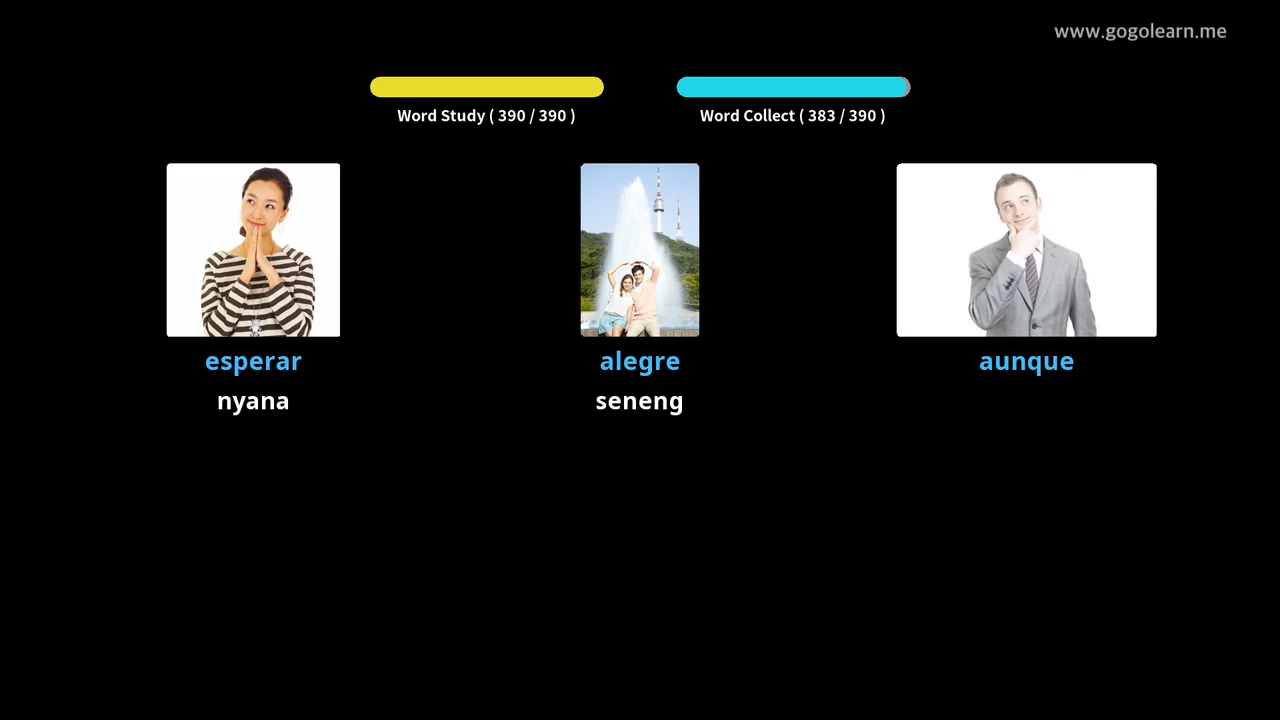 www.gogolearn.me
Word Study ( 390 / 390 )
Word Collect ( 383 / 390 )
esperar
alegre
aunque
nyana
seneng